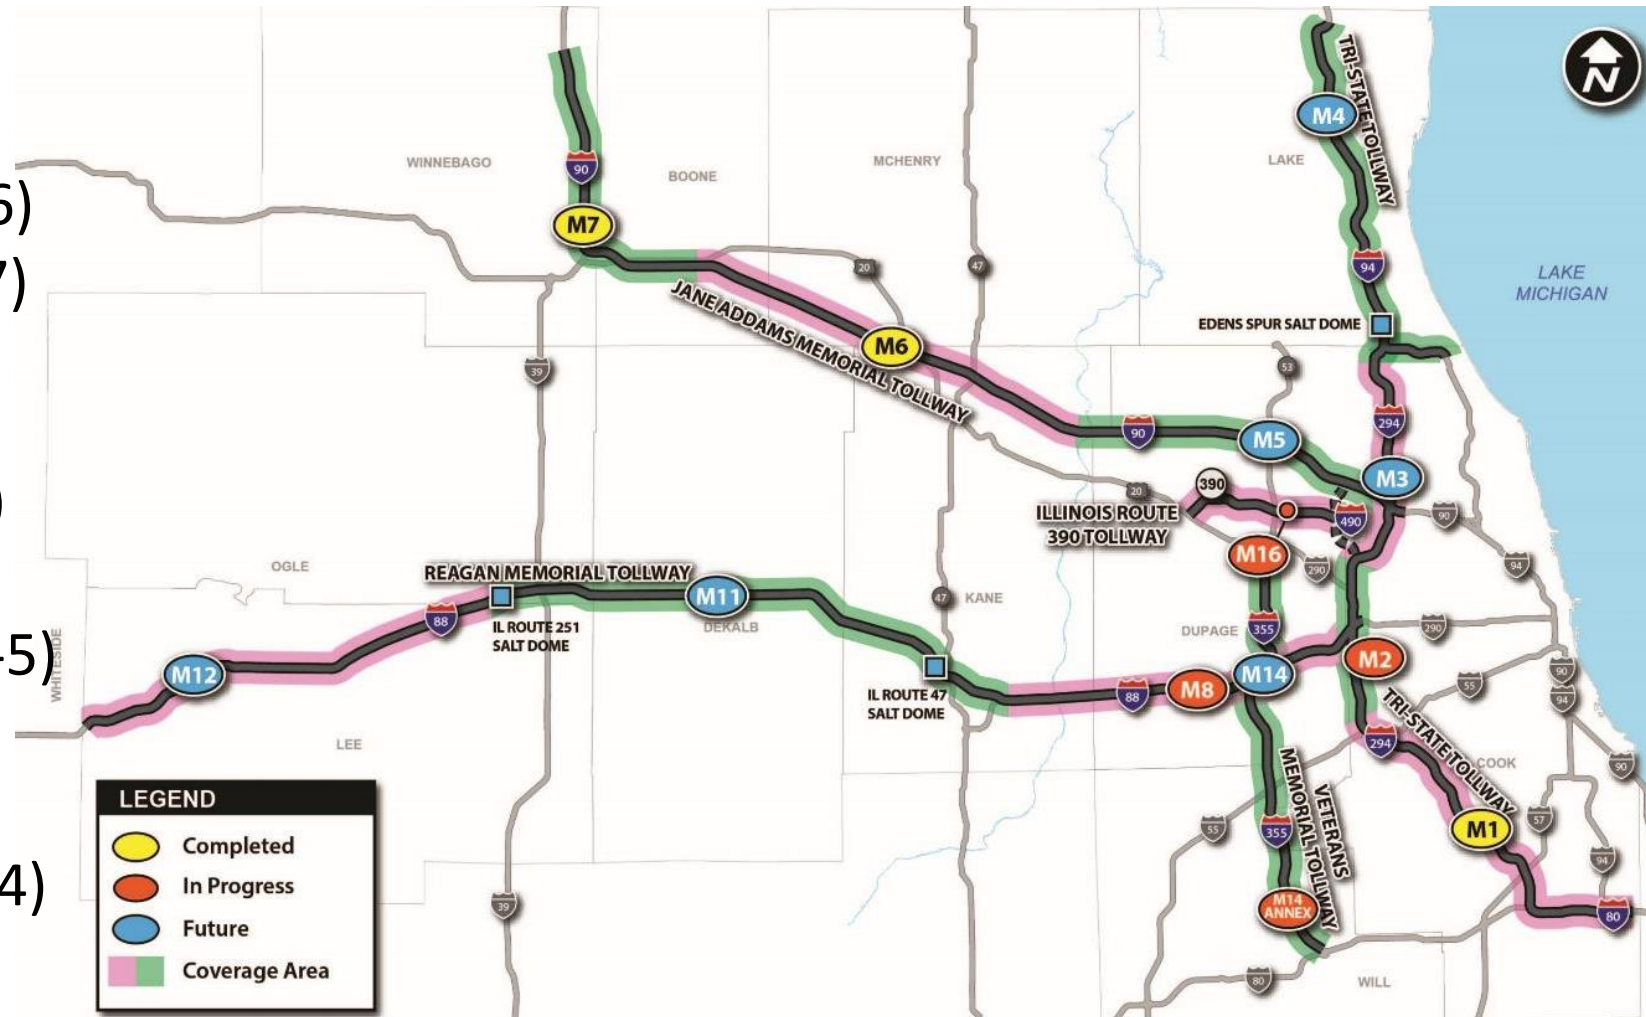 6)
7)
)
-5)
4)
N
TRI-STATE TOLLWAY
M4
WINNEBAGO
BOONE
MCHENRY
LAKE
90
M7
94
20
47
LAKE
MICHIGAN
EDENS SPUR SALT DOME
JANE ADDAMS MEMORIAL TOLLWAY
M6
39
53
294
90
M5
M3
390
20
490
90
ILLINOIS ROUTE
390 TOLLWAY
M16
290
94
OGLE
REAGAN MEMORIAL TOLLWAY
M11
DEKALB
47
KANE
88
IL ROUTE 251
SALT DOME
WHITESIDE
DUPAGE
355
290
M12
IL ROUTE 47
SALT DOME
88
M8
M14
M2
55
90
94
LEE
294
TRI-STATE TOLLWAY
COOK
90
VETERANS
MEMORIAL TOLLWAY
55
355
M1
57
94
39
M14
ANNEX
80
80
WILL
LEGEND
Completed
In Progress
Future
Coverage Area